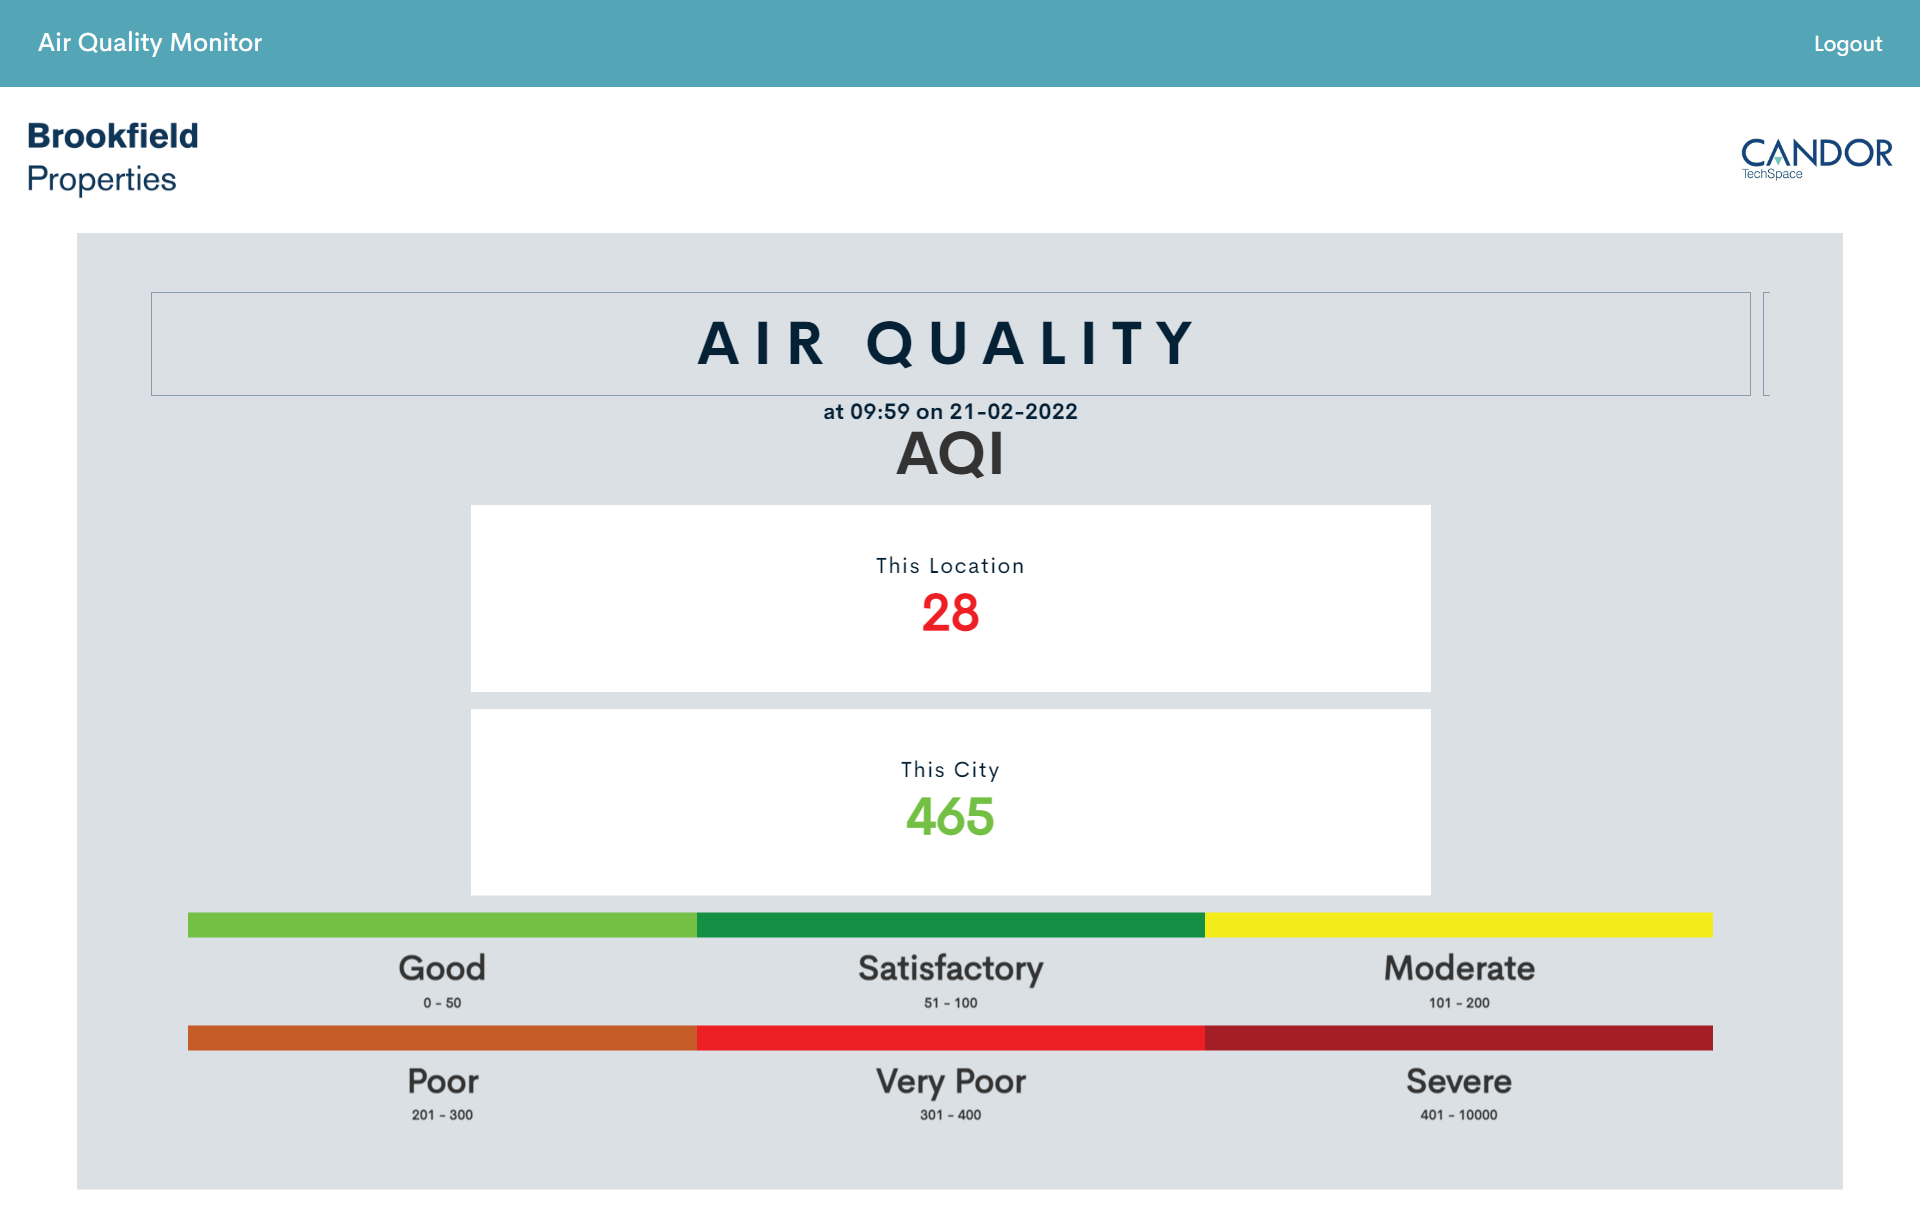 Air Quality Monitor
Logout
Brookfield
Properties
CANDOR
TechSpace
AIR QUALITY
at 09:59 on 21-02-2022
AQI
This Location
28
This City
465
Good
0 - 50
Satisfactory
51 - 100
Moderate
101 - 200
Poor
201 - 300
Very Poor
301 - 400
Severe
401 - 10000